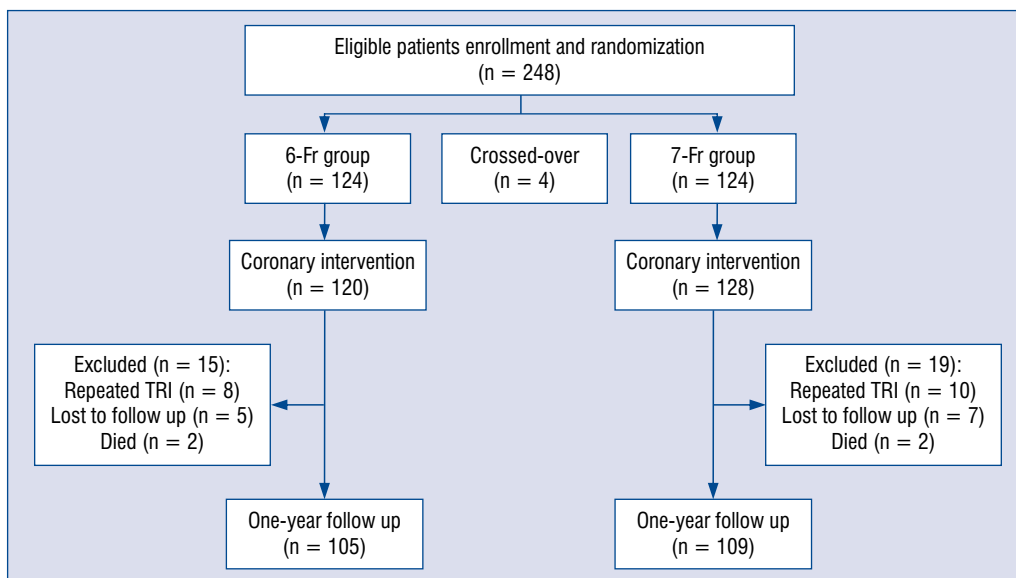 Eligible patients enrollment and randomization
(n = 248)
6-Fr group
(n = 124)
Crossed-over
(n = 4)
7-Fr group
(n = 124)
Coronary intervention
(n = 120)
Coronary intervention
(n = 128)
Excluded (n = 15):
Repeated TRI (n = 8)
Lost to follow up (n = 5)
Died (n = 2)
Excluded (n = 19):
Repeated TRI (n = 10)
Lost to follow up (n = 7)
Died (n = 2)
One-year follow up
(n = 105)
One-year follow up
(n = 109)